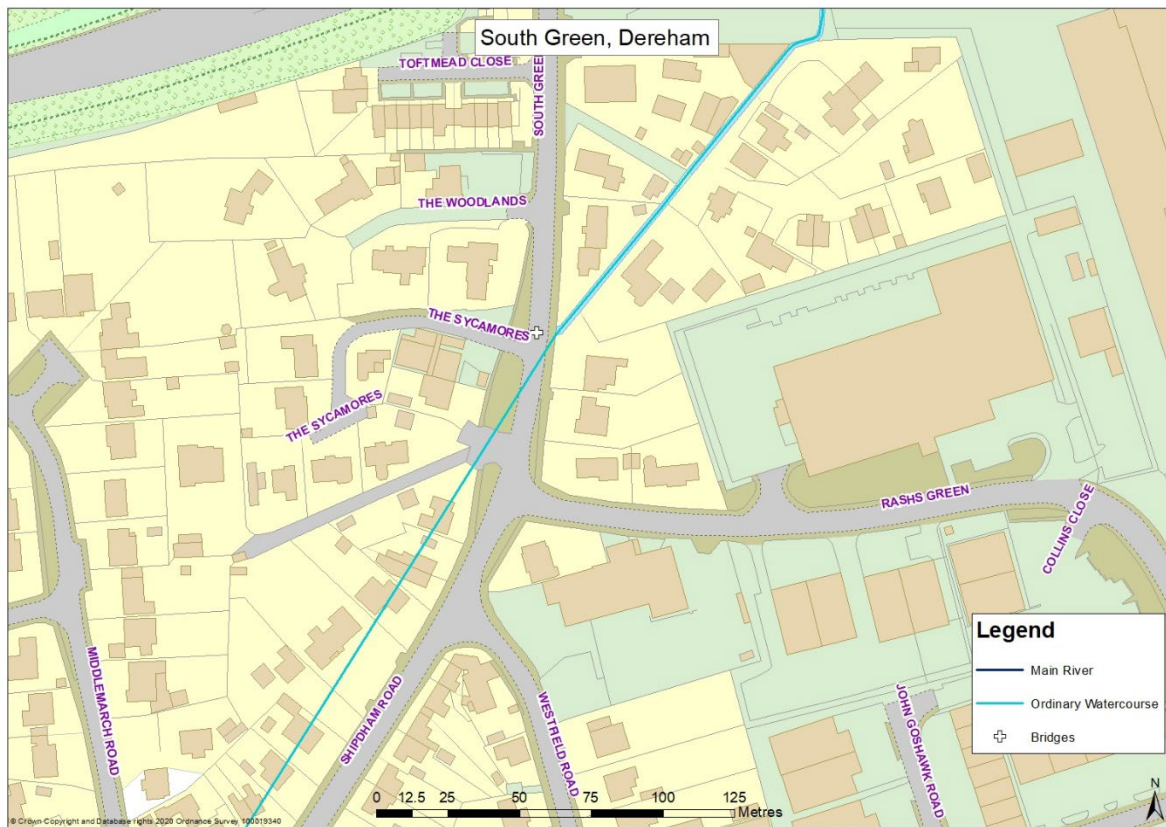 South Green, Dereham
TOFTMEAD CLOSE
SOUTH GREEN
THE WOODLANDS
THE SYCAMORES
THE SYCAMORES
RASHS GREEN
COLLINS CLOSE
MIDDLEMARCH ROAD
SHIPDHAM ROAD
WESTFIELD ROAD
JOHN GOSHAWK ROAD
Legend
Main River
Ordinary Watercourse
Bridges
0 12.5 25 50 75 100 125
Metres
N
© Crown Copyright and Database rights 2020 Ordnance Survey 100019340